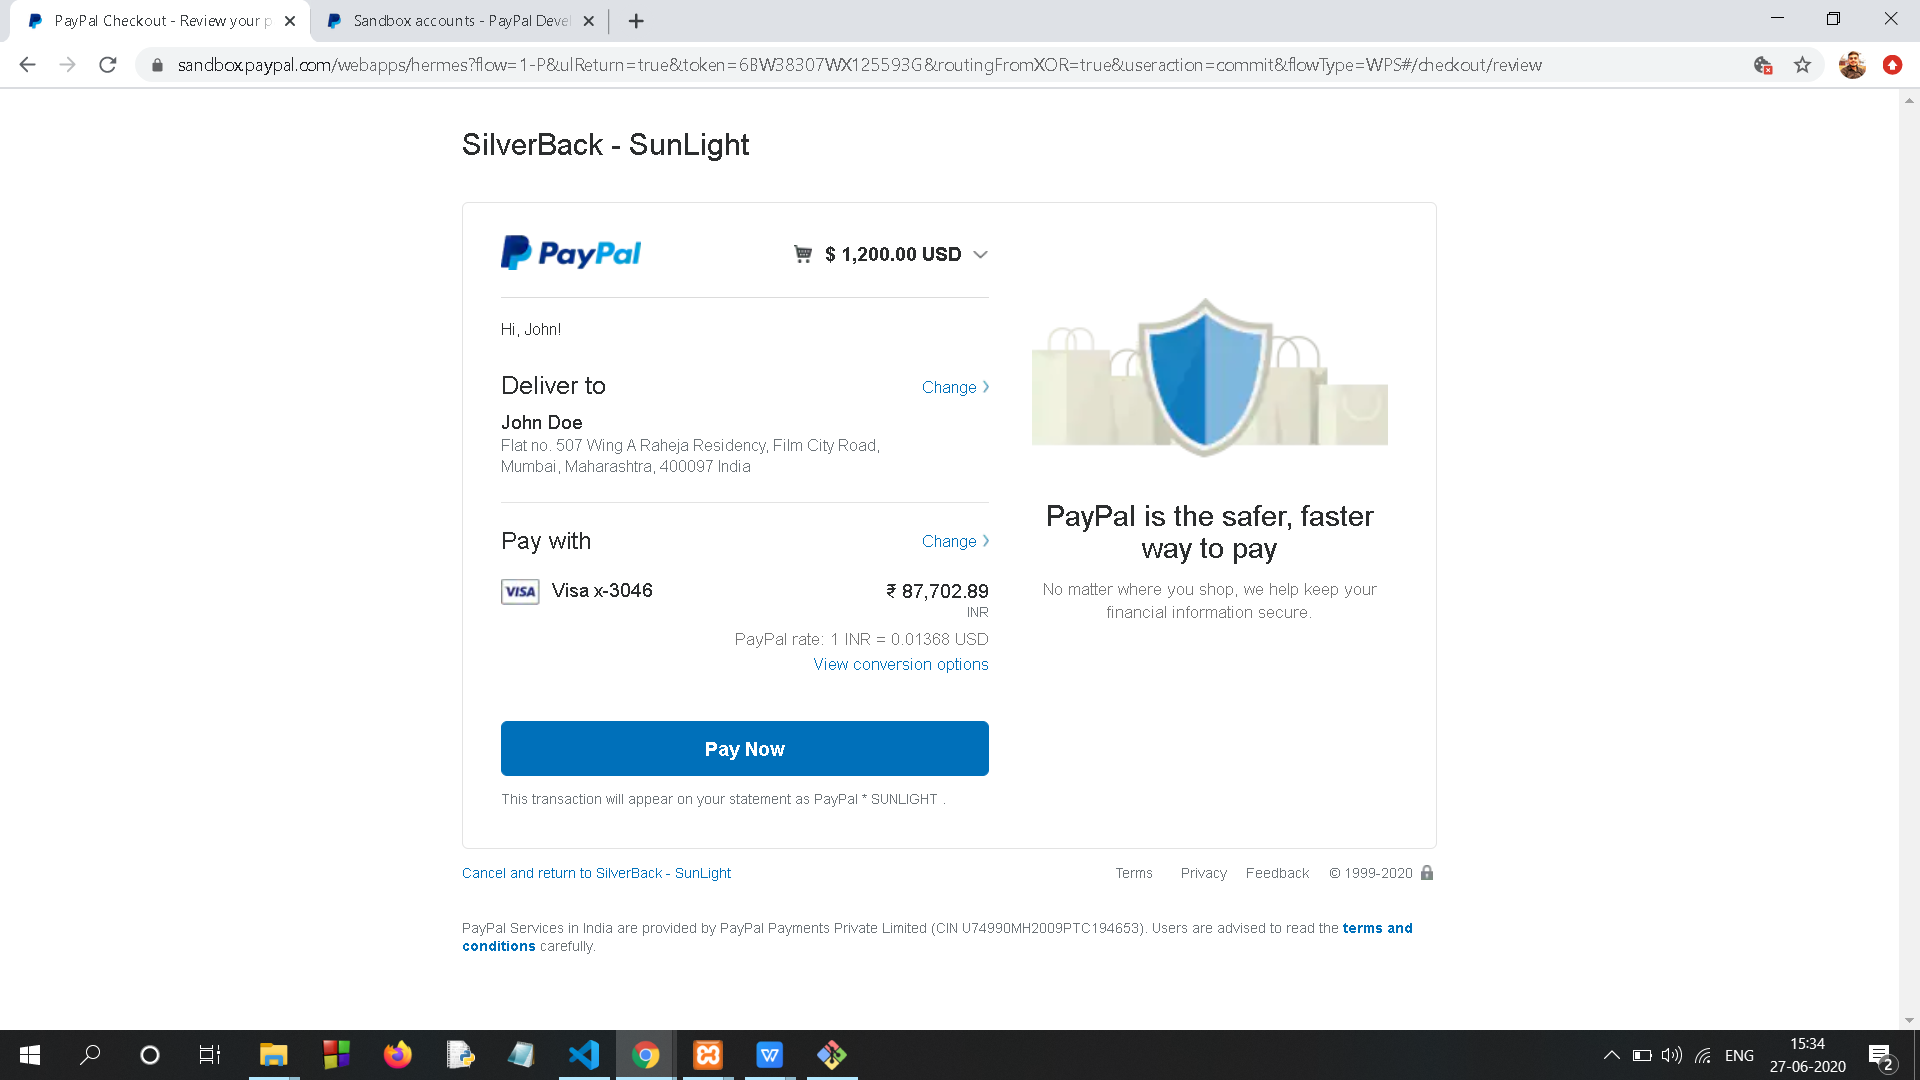 PayPal Checkout - Review your p
Sandbox accounts - PayPal Devel
sandbox.paypal.com/webapps/hermes?flow=1-P&ulReturn=true&token=6BW38307WX125593G&routingFromXOR=true&useraction=commit&flowType=WPS#/checkout/review
SilverBack - SunLight
PayPal
$ 1,200.00 USD
Hi, John!
Deliver to
Change
John Doe
Flat no. 507 Wing A Raheja Residency, Film City Road,
Mumbai, Maharashtra, 400097 India
Pay with
Change
VISA
Visa x-3046
₹ 87,702.89
INR
PayPal rate: 1 INR = 0.01368 USD
View conversion options
Pay Now
This transaction will appear on your statement as PayPal * SUNLIGHT .
PayPal is the safer, faster
way to pay
No matter where you shop, we help keep your
financial information secure.
Cancel and return to SilverBack - SunLight
Terms
Privacy
Feedback
© 1999-2020
PayPal Services in India are provided by PayPal Payments Private Limited (CIN U74990MH2009PTC194653). Users are advised to read the terms and
conditions carefully.
W
ENG
15:34
27-06-2020
2